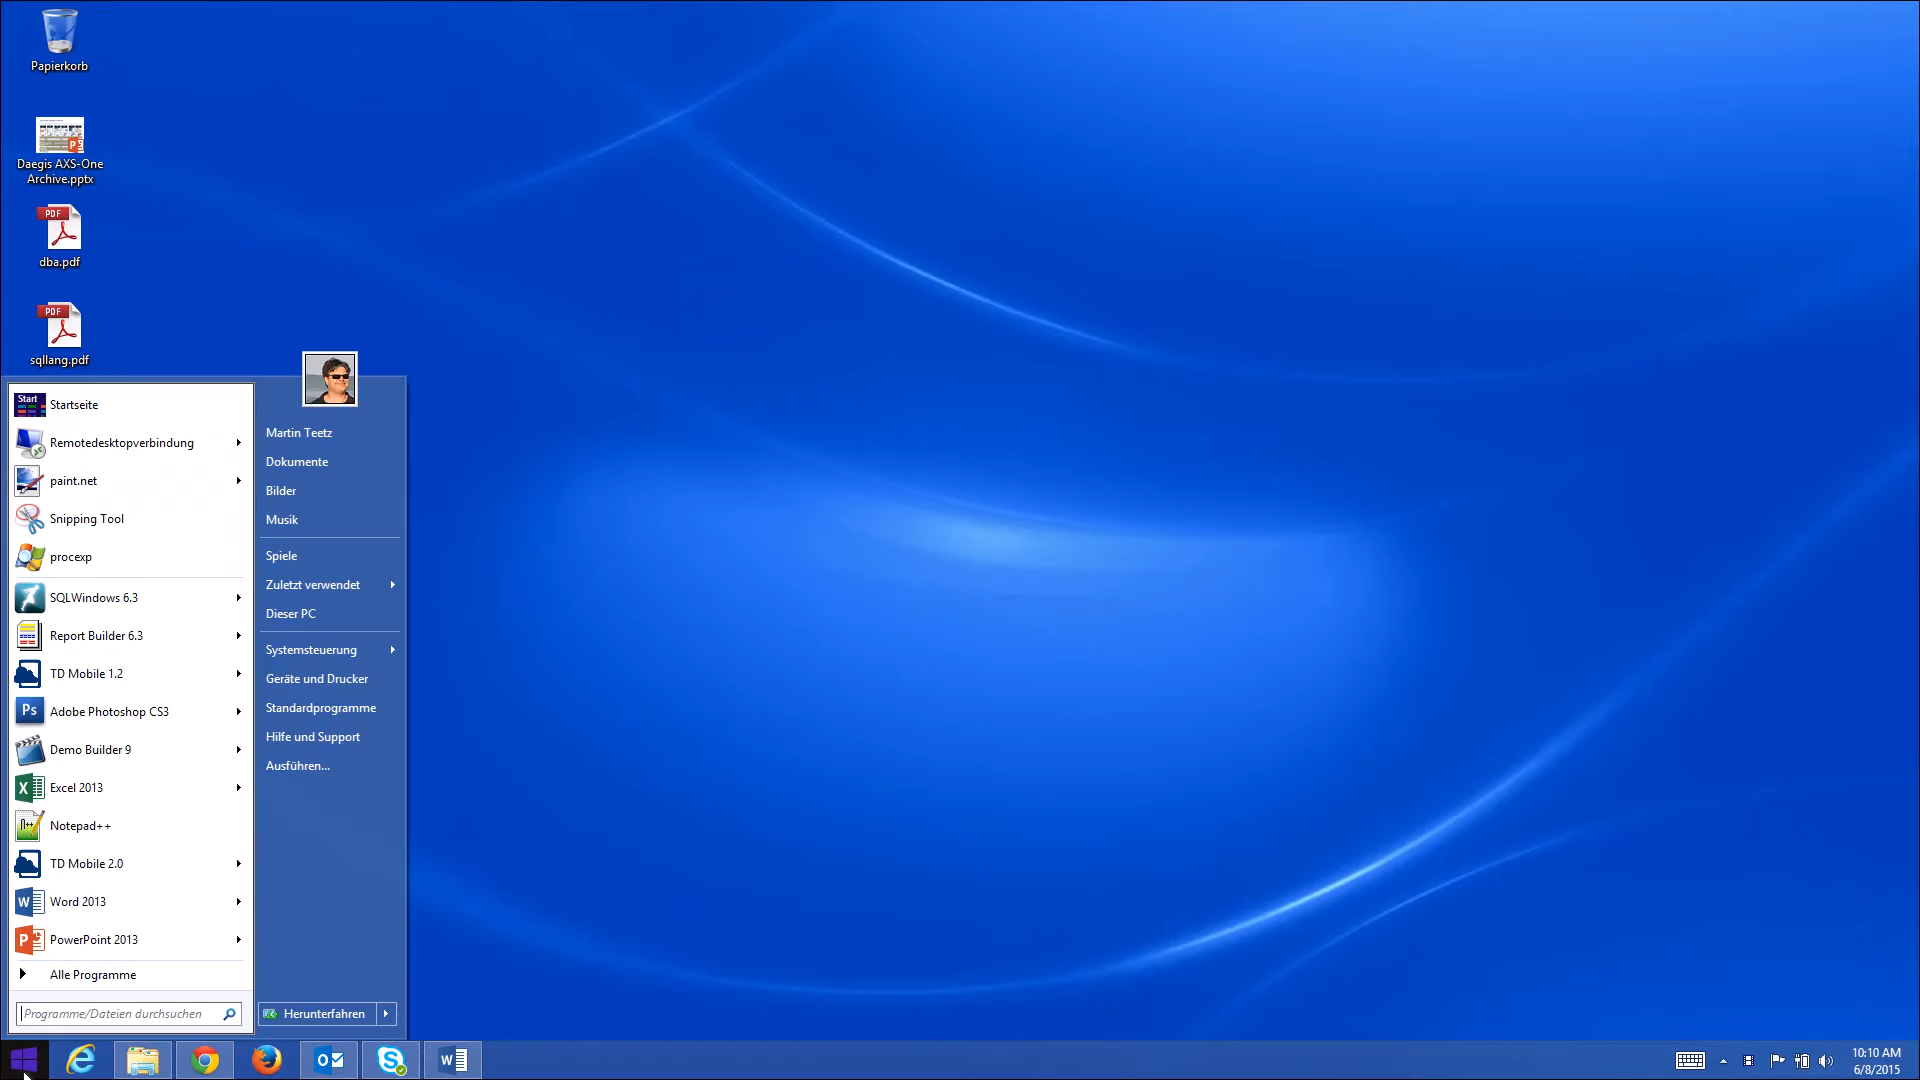 Papierkorb
Daegis AXS-One
Archive.pptx
PDF
dba.pdf
PDF
sqllang.pdf
Start
Startseite
Remotedesktopverbindung
paint.net
Snipping Tool
procexp
SQLWindows 6.3
Report Builder 6.3
TD Mobile 1.2
Ps
Adobe Photoshop CS3
Demo Builder 9
Excel 2013
Notepad++
TD Mobile 2.0
Word 2013
PowerPoint 2013
Alle Programme
Programme/Dateien durchsuchen
Martin Teetz
Dokumente
Bilder
Musik
Spiele
Zuletzt verwendet
Dieser PC
Systemsteuerung
Geräte und Drucker
Standardprogramme
Hilfe und Support
Ausführen...
Herunterfahren
10:10 AM
6/8/2015